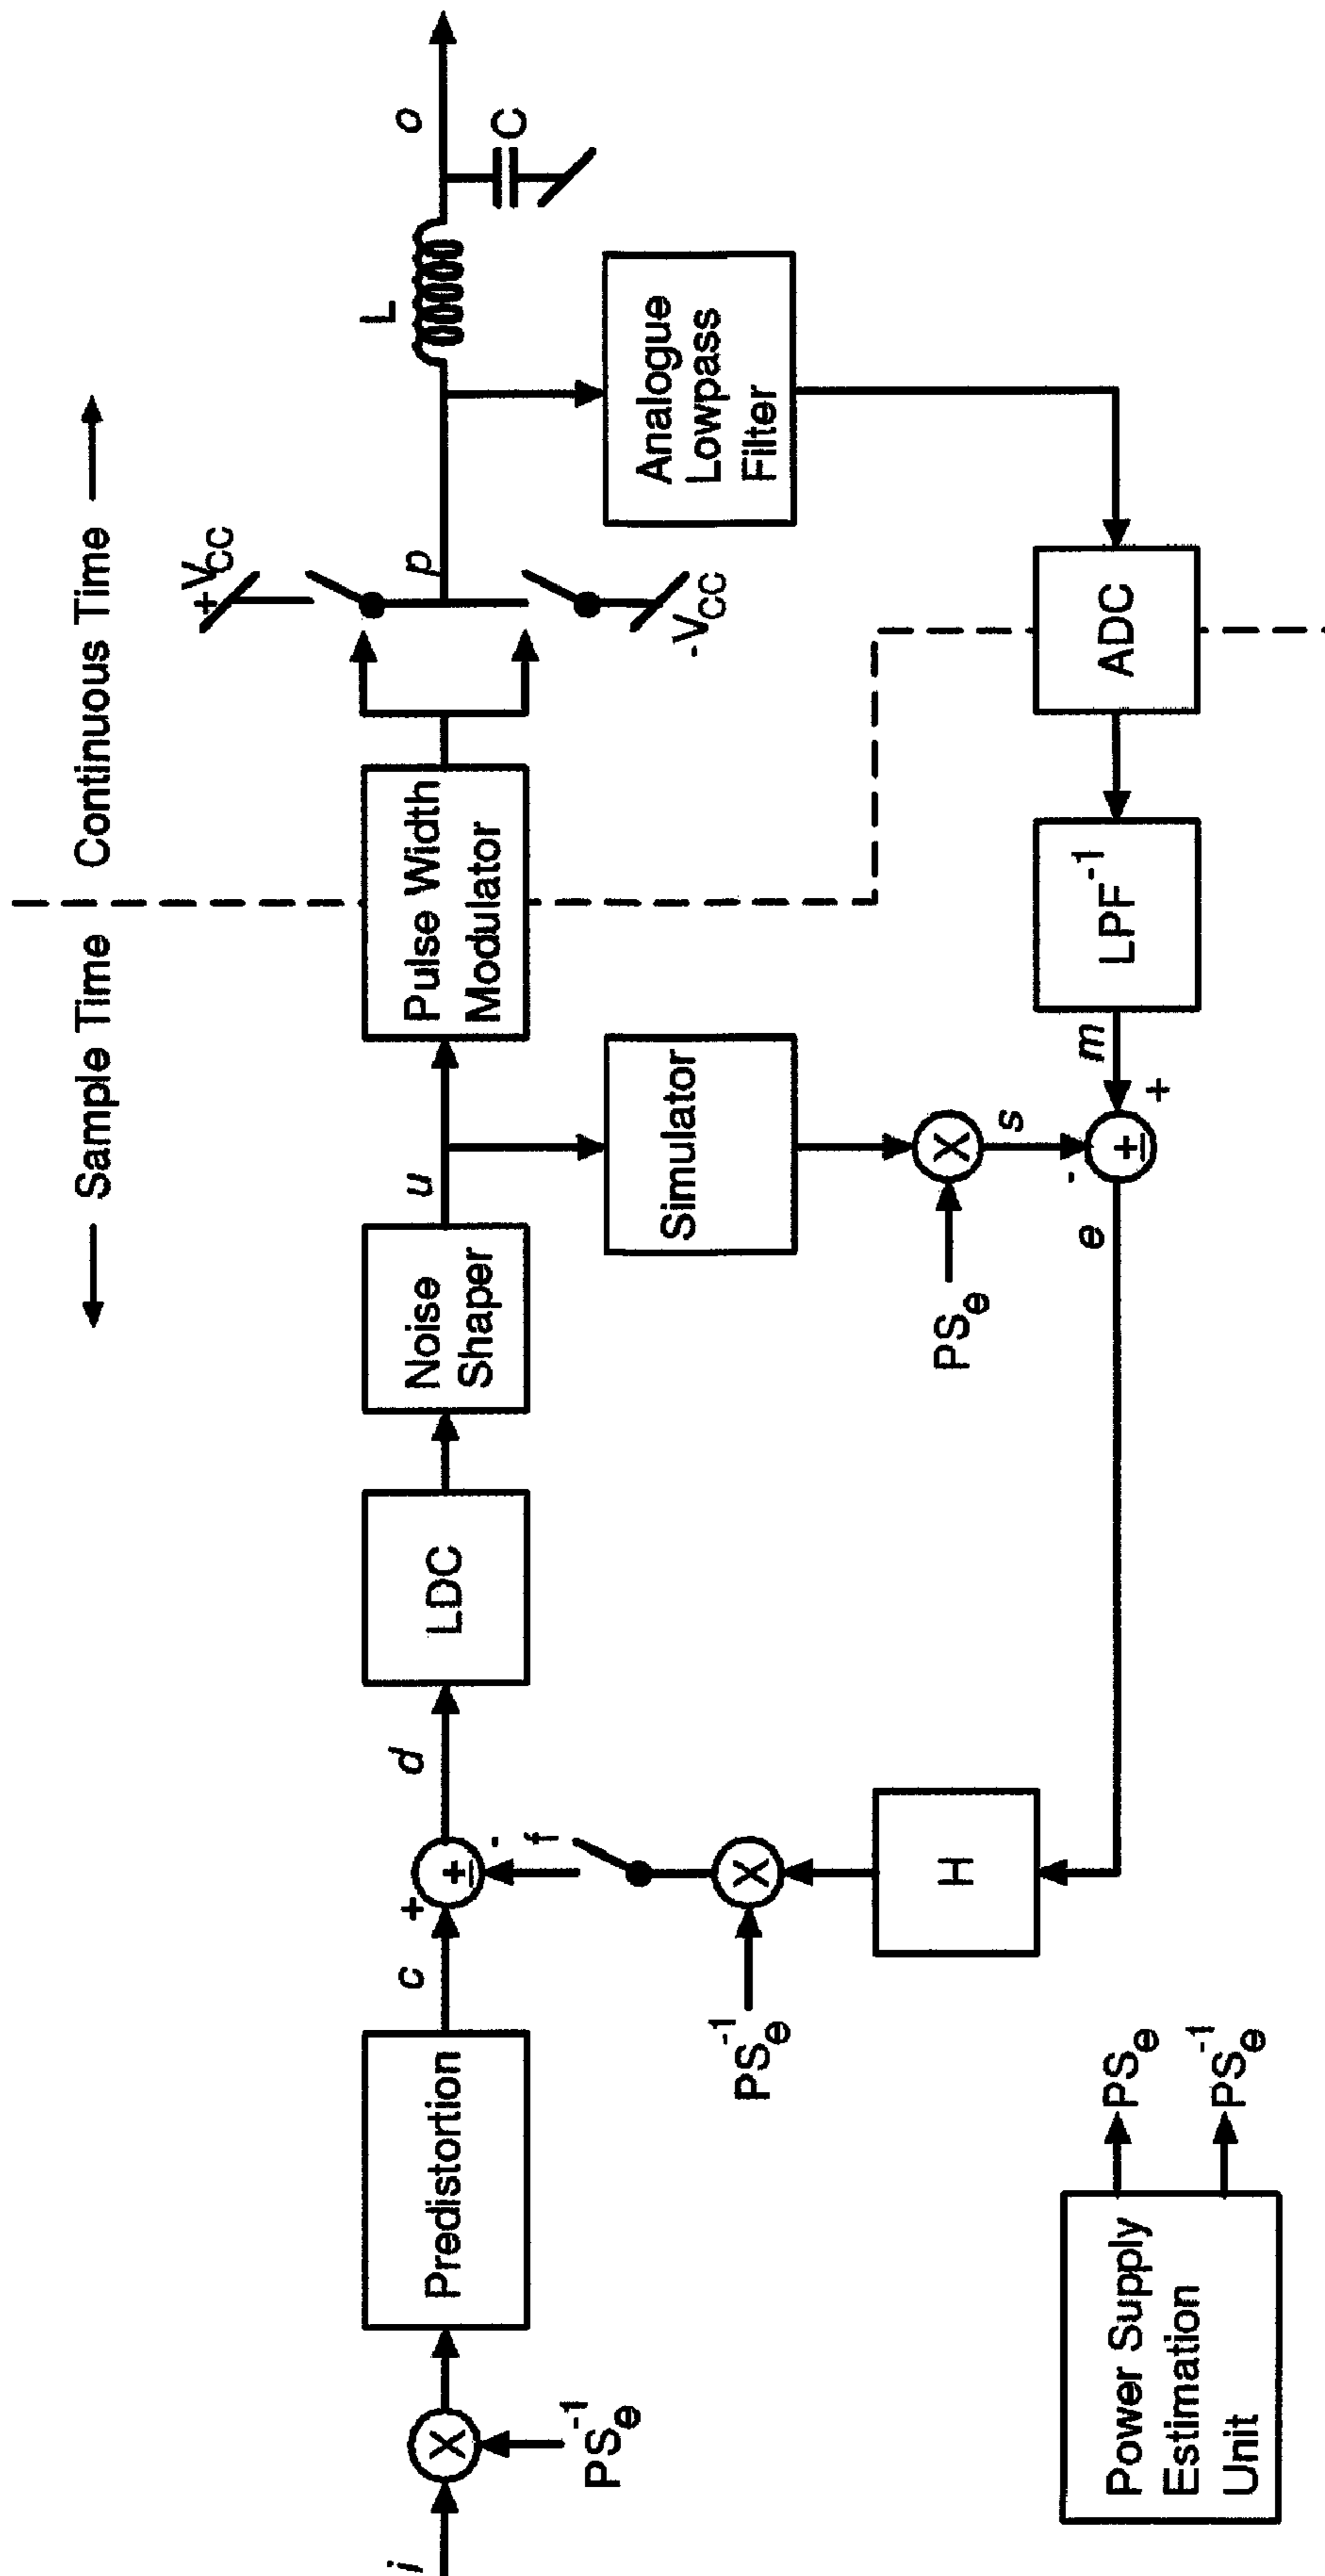 Sample Time
Continuous Time
+VCC
-VCC
i
PSe-1
Predistortion
c
+
±
-
d
LDC
Noise
Shaper
u
Pulse Width
Modulator
p
L
o
C
f
X
X
PSe-1
H
Simulator
X
PSe
s
Analogue
Lowpass
Filter
ADC
LPF-1
m
+
±
-
e
Power Supply
Estimation
Unit
PSe
PSe-1